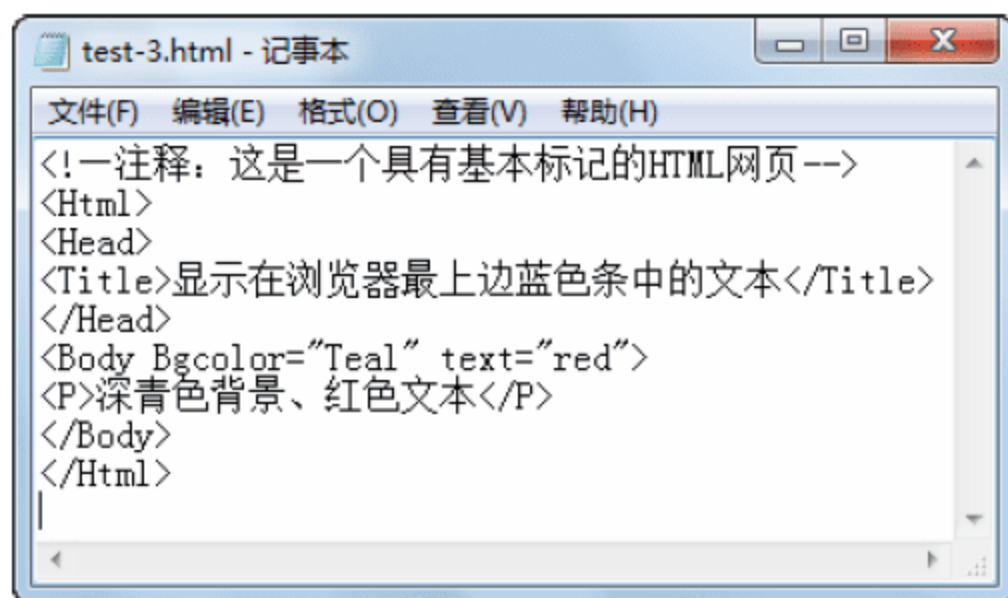 test-3.html - 记事本
文件(F) 编辑(E) 格式(O) 查看(V) 帮助(H)
<!一注释：这是一个具有基本标记的HTML网页-->
<Html>
<Head>
<Title>显示在浏览器最上边蓝色条中的文本</Title>
</Head>
<Body Bgcolor="Teal" text="red">
<P>深青色背景、红色文本</P>
</Body>
</Html>